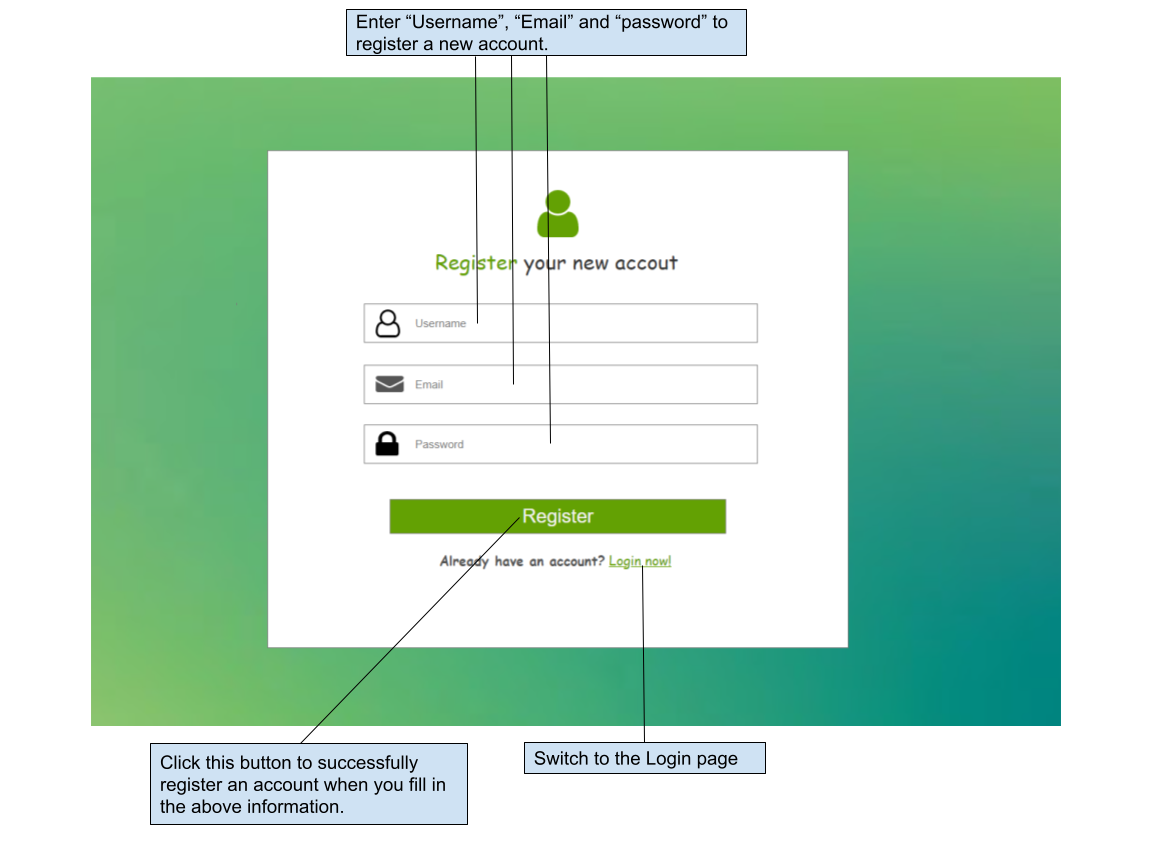 Enter “Username”, “Email” and “password” to
register a new account.
Register your new accout
Username
Email
Password
Register
Already have an account? Login now!
Click this button to successfully
register an account when you fill in
the above information.
Switch to the Login page